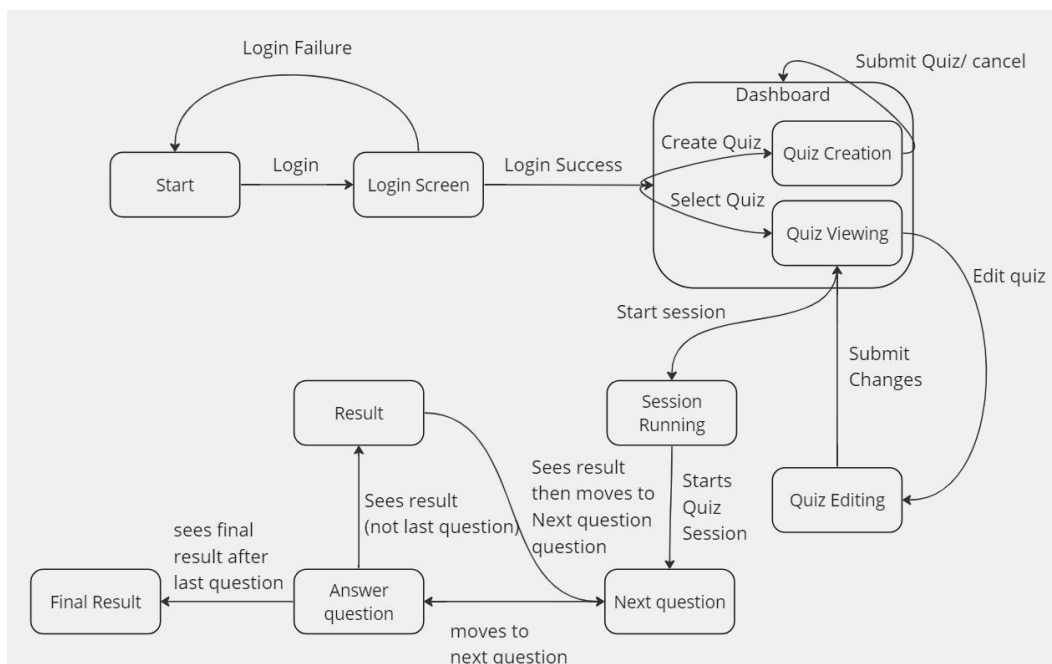 Login Failure
Submit Quiz/ cancel
Dashboard
Create Quiz
Quiz Creation
Start
Login
Login Screen
Login Success
Select Quiz
Quiz Viewing
Edit quiz
Start session
Submit
Changes
Result
Session
Running
Sees result
then moves to
Next question
question
Starts
Quiz
Session
Quiz Editing
Sees result
(not last question)
sees final
result after
last question
Final Result
Answer
question
Next question
moves to
next question